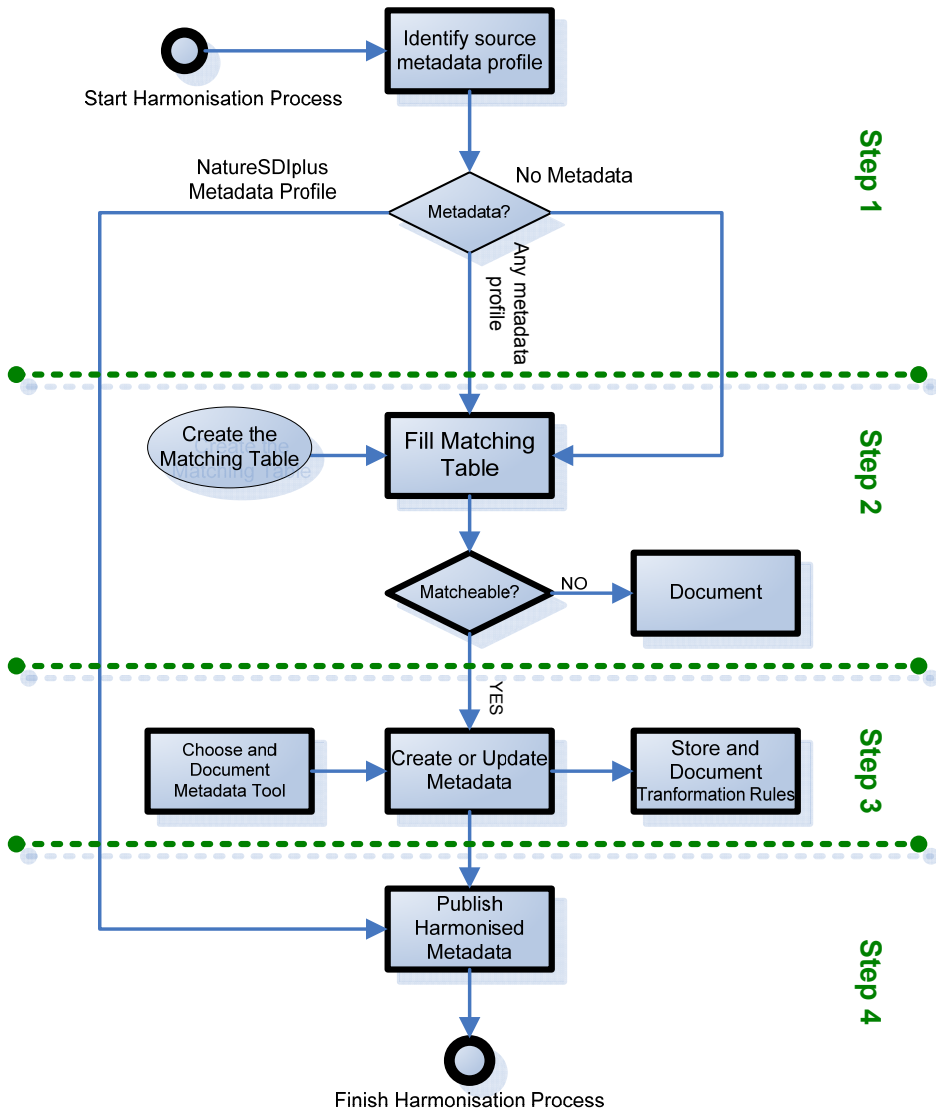 Identify source
metadata profile
Start Harmonisation Process
NatureSDIplus
Metadata Profile
No Metadata
Metadata?
Any metadata
profile
Step 1
Create the
Matching Table
Fill Matching
Table
Step 2
Matcheable?
NO
Document
YES
Choose and
Document
Metadata Tool
Create or Update
Metadata
Store and
Document
Tranformation Rules
Step 3
Publish
Harmonised
Metadata
Step 4
Finish Harmonisation Process